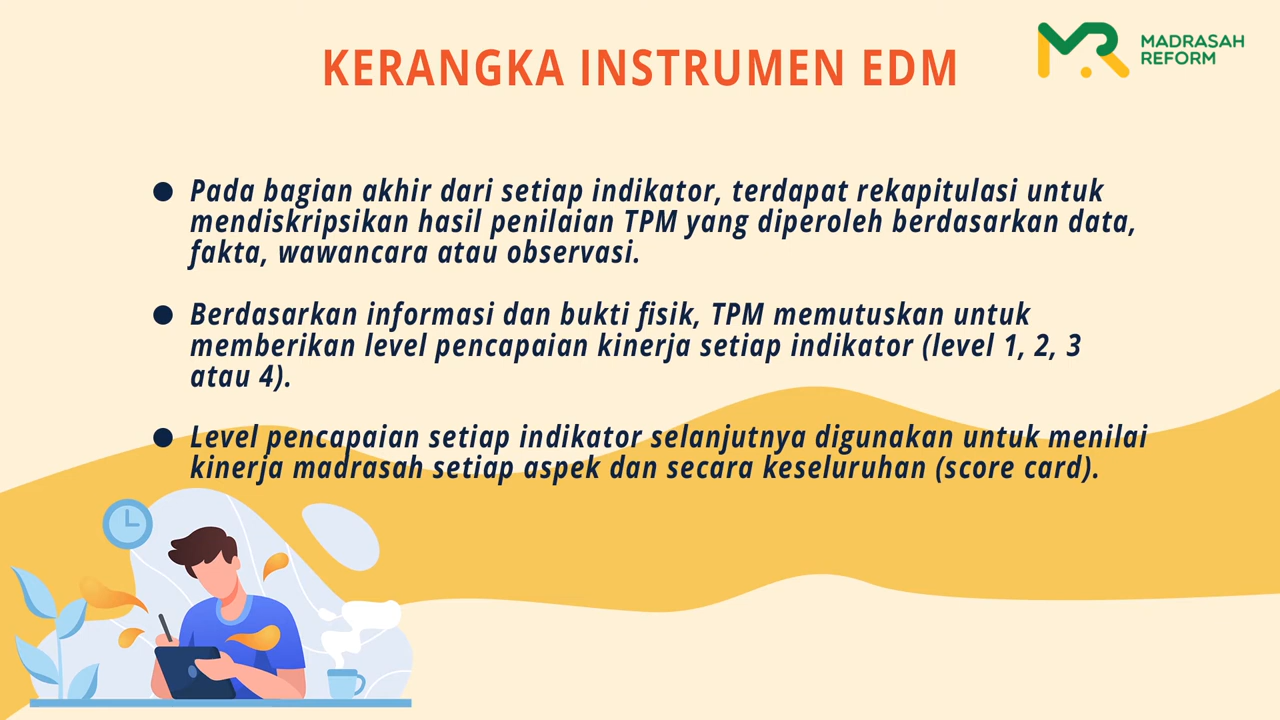 KERANGKA INSTRUMEN EDM
MADRASAH
REFORM
● Pada bagian akhir dari setiap indikator, terdapat rekapitulasi untuk
mendiskripsikan hasil penilaian TPM yang diperoleh berdasarkan data,
fakta, wawancara atau observasi.
● Berdasarkan informasi dan bukti fisik, TPM memutuskan untuk
memberikan level pencapaian kinerja setiap indikator (level 1, 2, 3
atau 4).
● Level pencapaian setiap indikator selanjutnya digunakan untuk menilai
kinerja madrasah setiap aspek dan secara keseluruhan (score card).